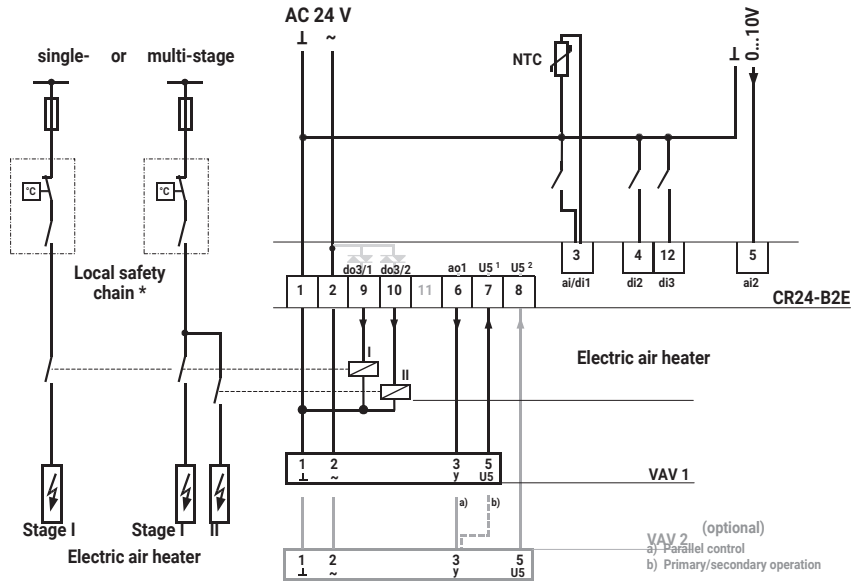 AC 24 V
⊥ ~
single- or multi-stage
NTC
⊥ 0...10V
°C °C
Local safety
chain *
do3/1 do3/2 ao1 U5 1 U5 2
1 2 9 10 11 6 7 8
3 4 12 5
ai/di1 di2 di3 ai2
CR24-B2E
I
II
Electric air heater
1 2 3 5
⊥ ~ y U5
VAV 1
a) b)
Stage I Stage I II
Electric air heater
VAV 2 (optional)
a) Parallel control
b) Primary/secondary operation
1 2 3 5
⊥ ~ y U5